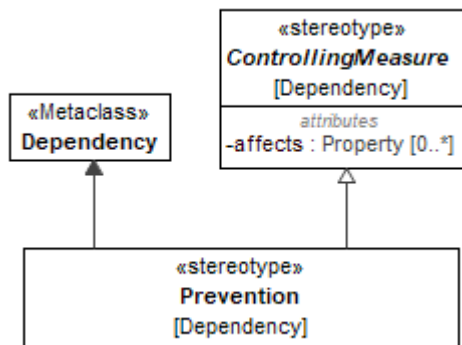 «stereotype»
ControllingMeasure
[Dependency]
attributes
-affects : Property [0..*]
«Metaclass»
Dependency
«stereotype»
Prevention
[Dependency]